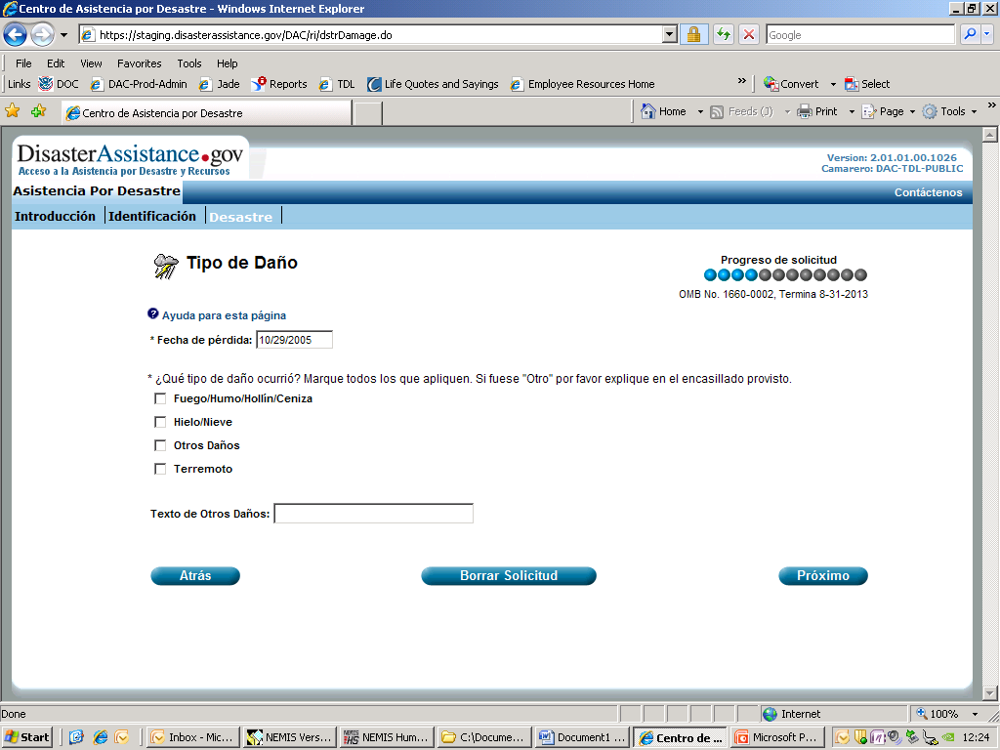 Centro de Asistencia por Desastre - Windows Internet Explorer
https://staging.disasterassistance.gov/DAC/ri/dstrDamage.do
Google
File Edit View Favorites Tools Help
Links DOC DAC-Prod-Admin Jade Reports TDL Life Quotes and Sayings Employee Resources Home » Convert Select
Centro de Asistencia por Desastre Home Feeds (J) Print Page Tools »
DisasterAssistance.gov
Acceso a la Asistencia por Desastre y Recursos
Version: 2.01.01.00.1026
Camarero: DAC-TDL-PUBLIC
Asistencia Por Desastre Contáctenos
Introducción Identificación Desastre
Tipo de Daño
Progreso de solicitud
OMB No. 1660-0002, Termina 8-31-2013
? Ayuda para esta página
* Fecha de pérdida: 10/29/2005
* ¿Qué tipo de daño ocurrió? Marque todos los que apliquen. Si fuese "Otro" por favor explique en el encasillado provisto.
Fuego/Humo/Hollín/Ceniza
Hielo/Nieve
Otros Daños
Terremoto
Texto de Otros Daños:
Atrás Borrar Solicitud Próximo
Done Internet 100%
Start Inbox - Mic... NEMIS Vers... NEMIS Hum... C:\Docume... Document1 ... Centro de ... Microsoft P... 12:24